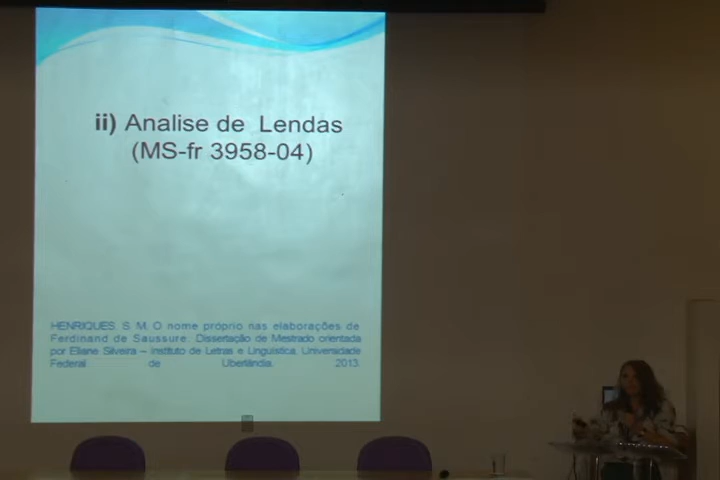 ii) Analise de Lendas
(MS-fr 3958-04)
HENRIQUES. S. M. O nome próprio nas elaborações de
Ferdinand de Saussure. Dissertação de Mestrado orientada
por Eliane Silveira – Instituto de Letras e Linguística. Universidade
Federal de Uberlândia. 2013.